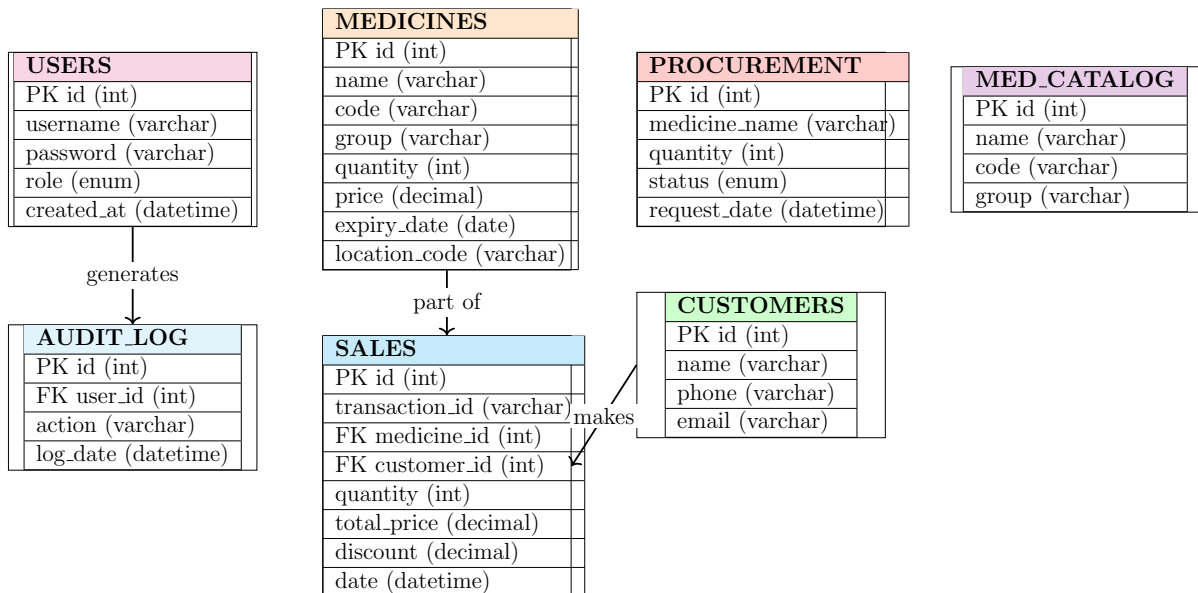 USERS
PK id (int)
username (varchar)
password (varchar)
role (enum)
created_at (datetime)
generates
AUDIT_LOG
PK id (int)
FK user_id (int)
action (varchar)
log_date (datetime)
MEDICINES
PK id (int)
name (varchar)
code (varchar)
group (varchar)
quantity (int)
price (decimal)
expiry_date (date)
location_code (varchar)
part of
SALES
PK id (int)
transaction_id (varchar)
FK medicine_id (int)
FK customer_id (int)
quantity (int)
total_price (decimal)
discount (decimal)
date (datetime)
makes
PROCUREMENT
PK id (int)
medicine_name (varchar)
quantity (int)
status (enum)
request_date (datetime)
CUSTOMERS
PK id (int)
name (varchar)
phone (varchar)
email (varchar)
MED_CATALOG
PK id (int)
name (varchar)
code (varchar)
group (varchar)